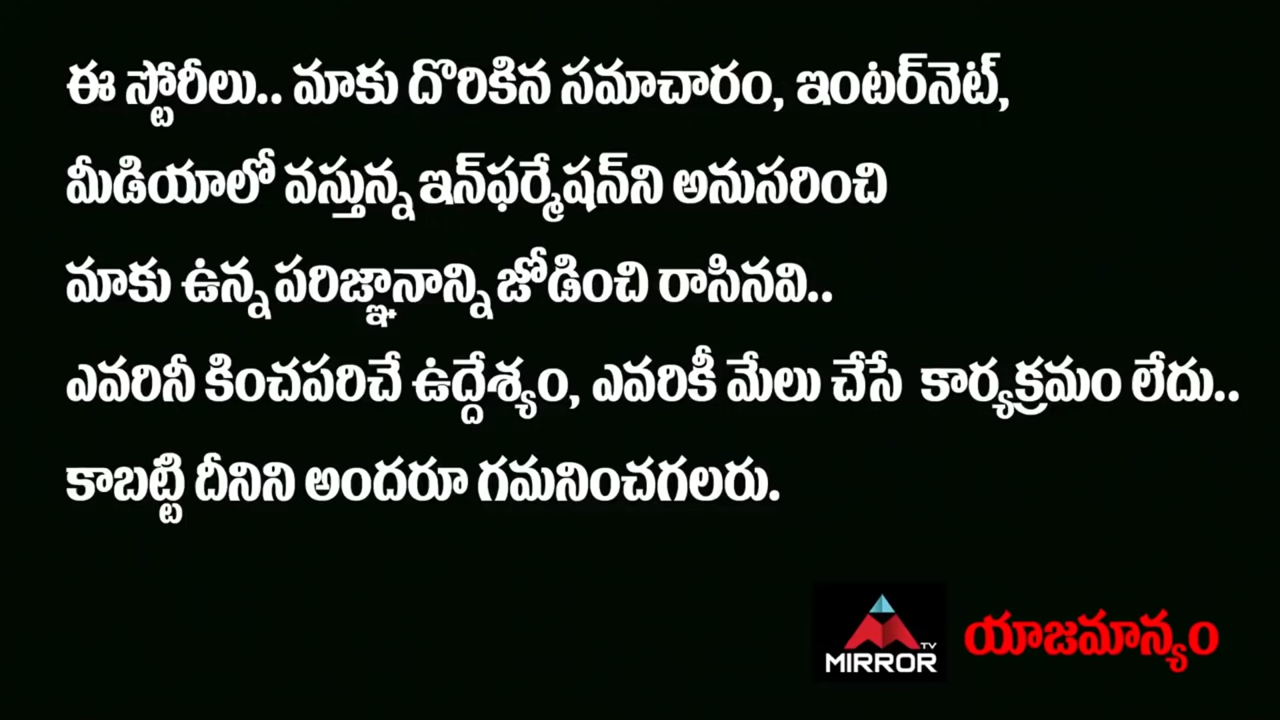 ఈ స్టోరీలు.. మాకు దొరికిన సమాచారం, ఇంటర్‌నెట్,
మీడియాలో వస్తున్న ఇన్‌ఫర్మేషన్‌ని అనుసరించి
మాకు ఉన్న పరిజ్ఞానాన్ని జోడించి రాసినవి..
ఎవరినీ కించపరిచే ఉద్దేశ్యం, ఎవరికీ మేలు చేసే కార్యక్రమం లేదు..
కాబట్టి దీనిని అందరూ గమనించగలరు.
TV
MIRROR
యాజమాన్యం